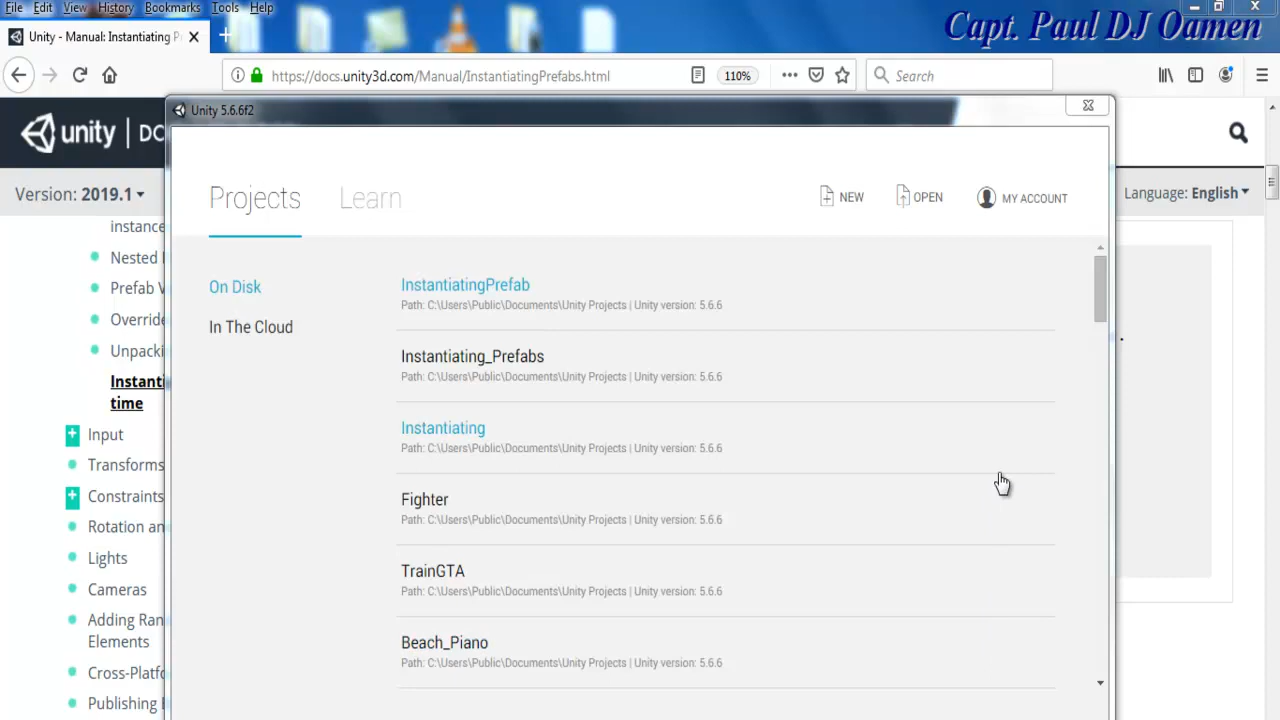 File Edit View History Bookmarks Tools Help
Capt. Paul DJ Oamen
Unity - Manual: Instantiating P
https://docs.unity3d.com/Manual/InstantiatingPrefabs.html
110%
Search
unity
DOC
Unity 5.6.6f2
Version: 2019.1
Language: English
Projects
Learn
NEW
OPEN
MY ACCOUNT
instance
Nested
Prefab V
Override
Unpacki
Instanti
time
Input
Transforms
Constraints
Rotation an
Lights
Cameras
Adding Ran
Elements
Cross-Platfo
Publishing
On Disk
In The Cloud
InstantiatingPrefab
Path: C:\Users\Public\Documents\Unity Projects | Unity version: 5.6.6
Instantiating_Prefabs
Path: C:\Users\Public\Documents\Unity Projects | Unity version: 5.6.6
Instantiating
Path: C:\Users\Public\Documents\Unity Projects | Unity version: 5.6.6
Fighter
Path: C:\Users\Public\Documents\Unity Projects | Unity version: 5.6.6
TrainGTA
Path: C:\Users\Public\Documents\Unity Projects | Unity version: 5.6.6
Beach_Piano
Path: C:\Users\Public\Documents\Unity Projects | Unity version: 5.6.6